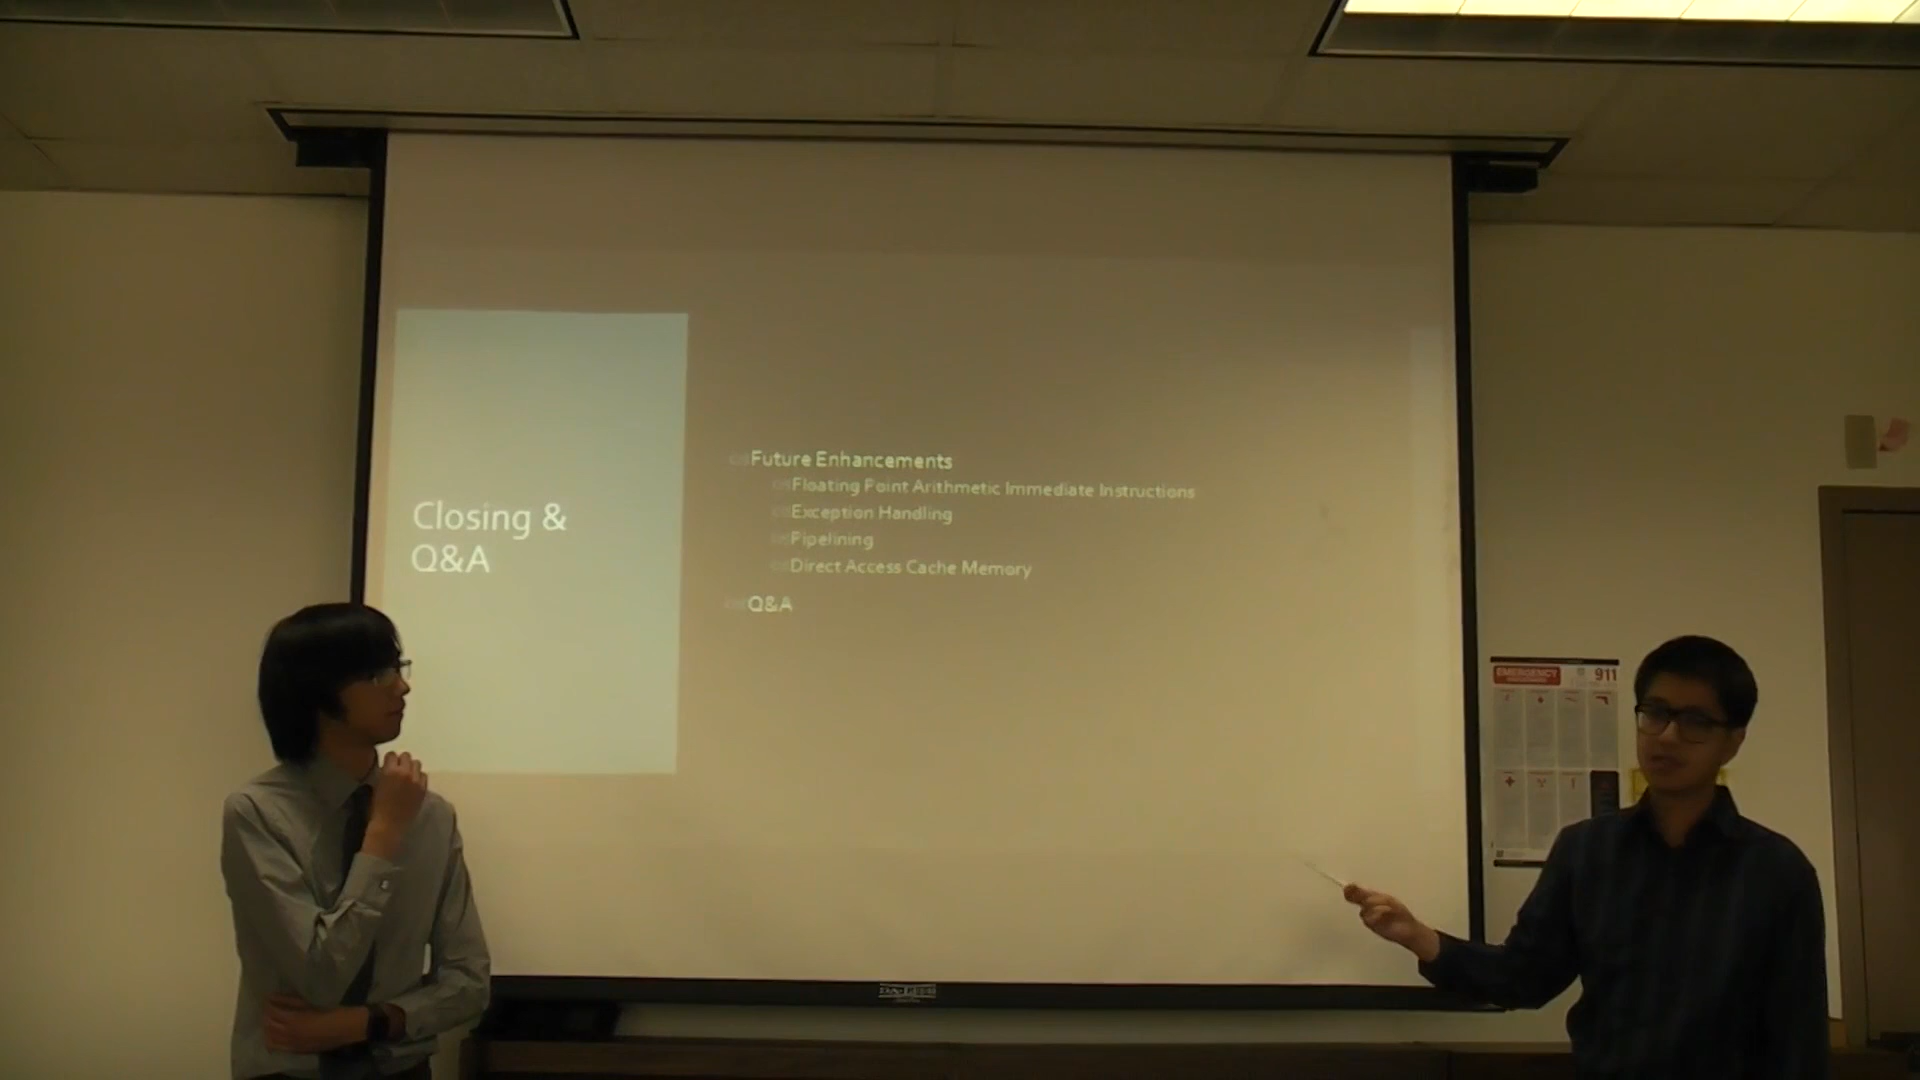 Closing &
Q&A
Future Enhancements
Floating Point Arithmetic Immediate Instructions
Exception Handling
Pipelining
Direct Access Cache Memory
Q&A
EMERGENCY
911